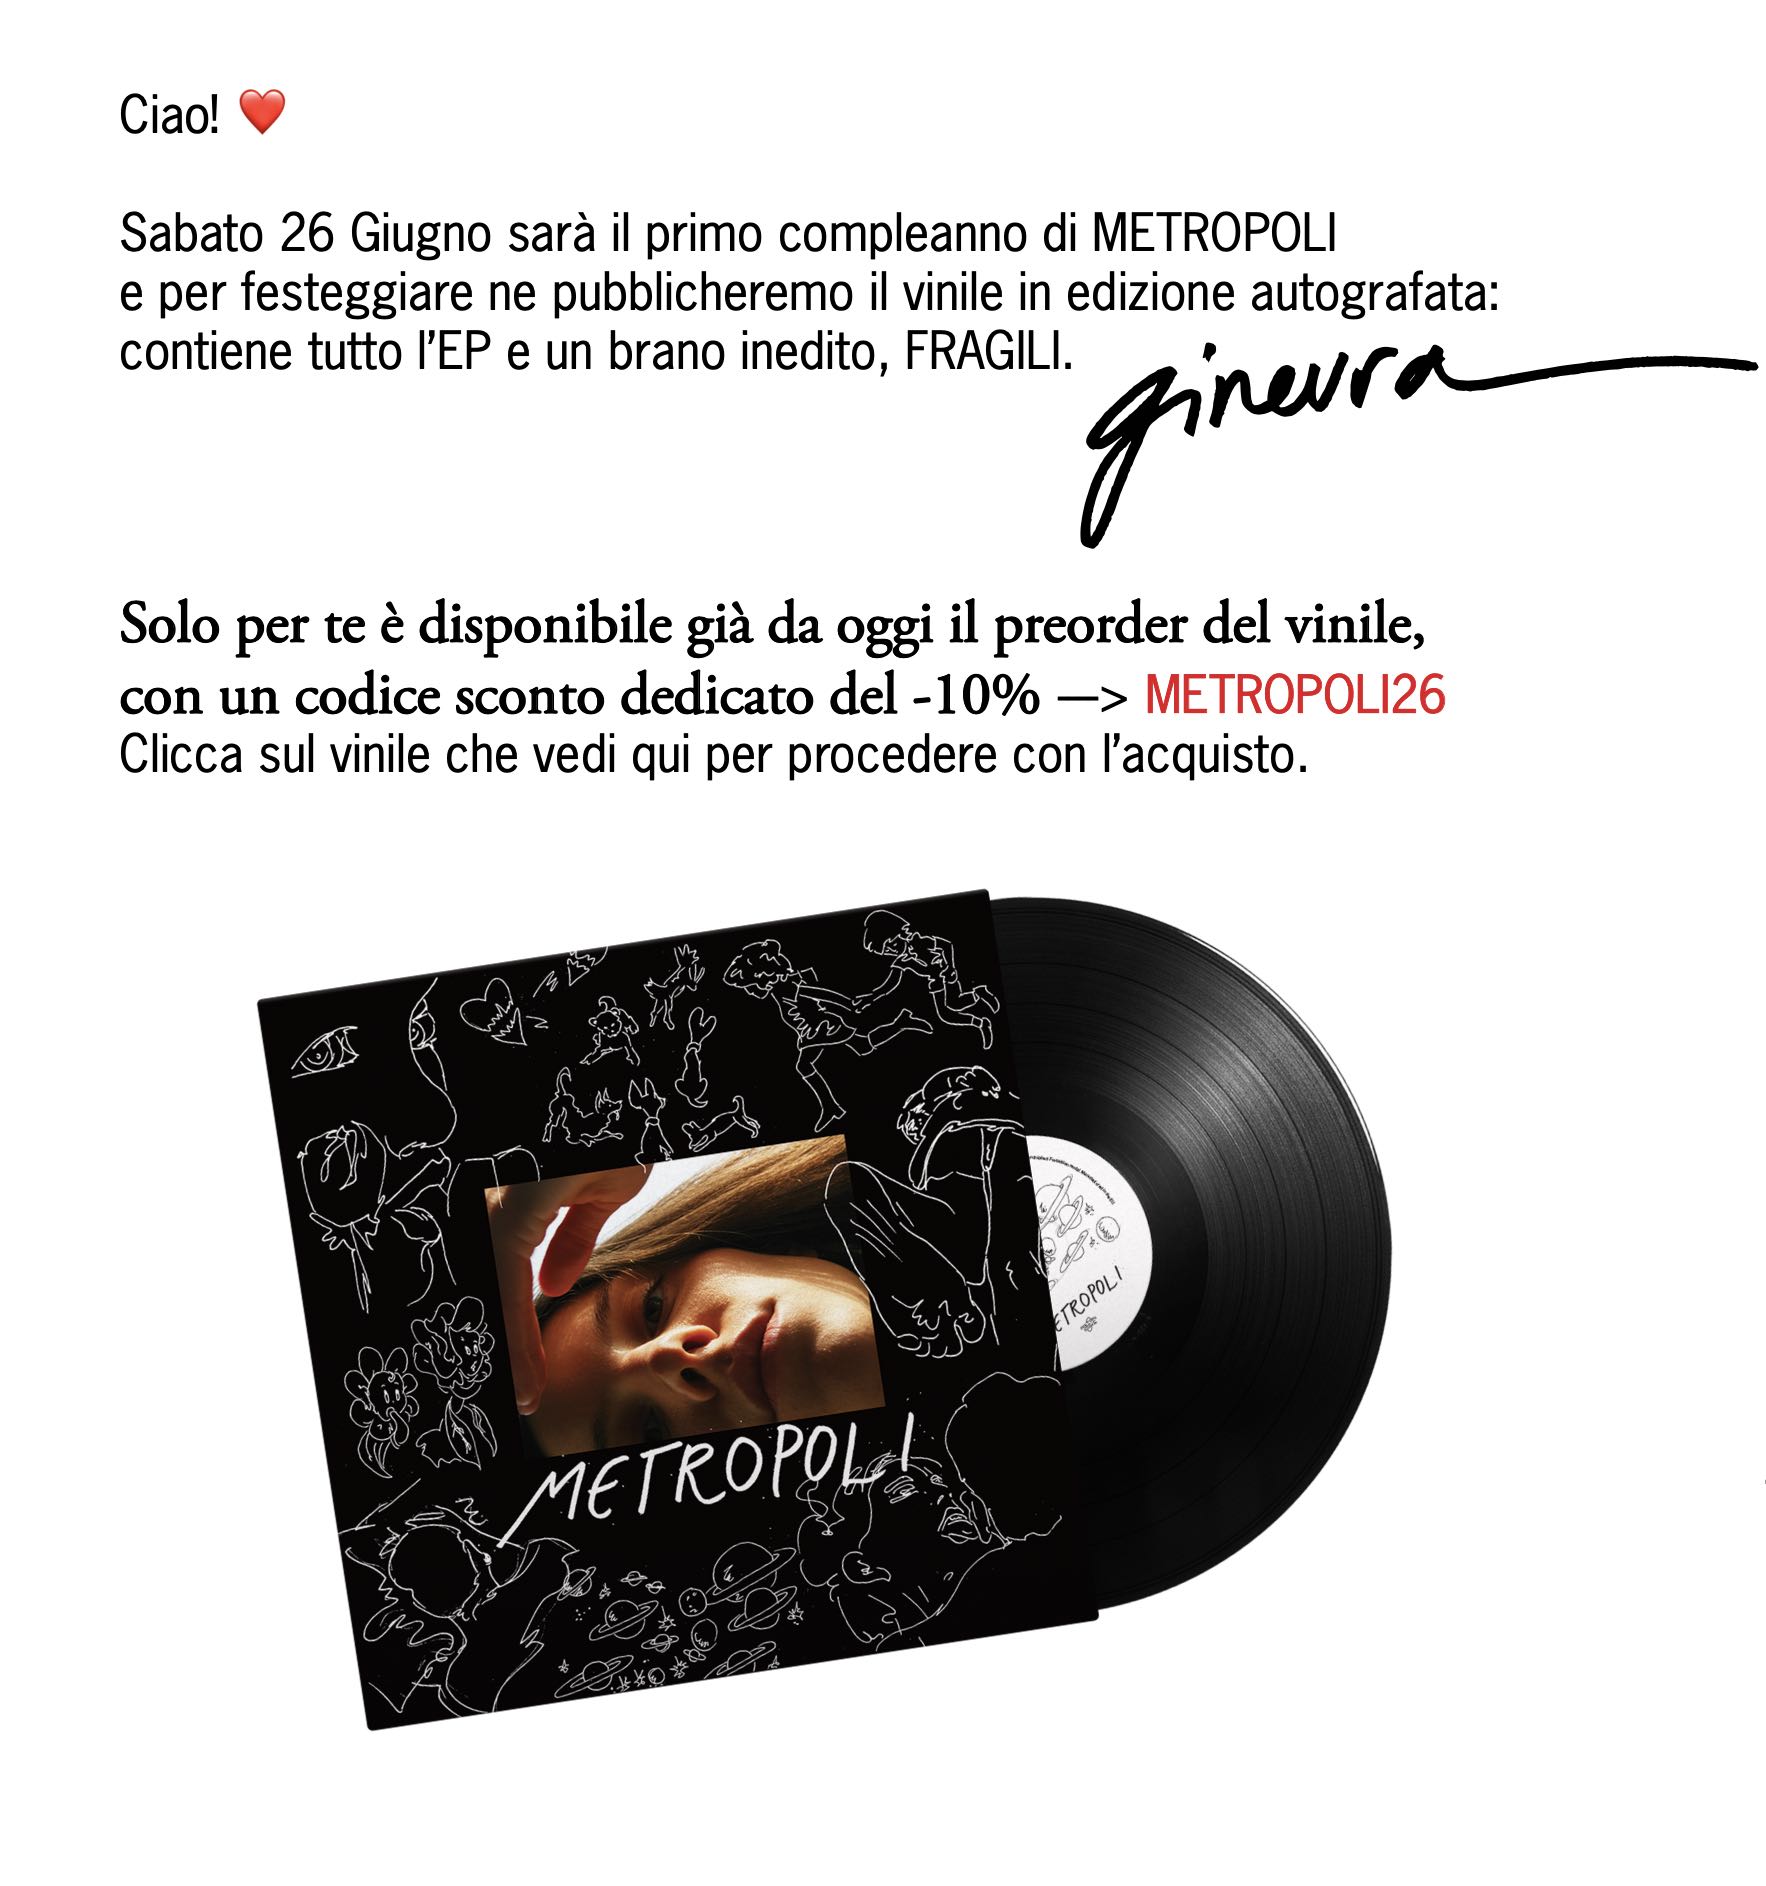 Ciao! ❤️
Sabato 26 Giugno sarà il primo compleanno di METROPOLI
e per festeggiare ne pubblicheremo il vinile in edizione autografata:
contiene tutto l’EP e un brano inedito, FRAGILI.
ginevra
Solo per te è disponibile già da oggi il preorder del vinile,
con un codice sconto dedicato del -10% —> METROPOLI26
Clicca sul vinile che vedi qui per procedere con l’acquisto.
METROPOLI
ETROPOLI